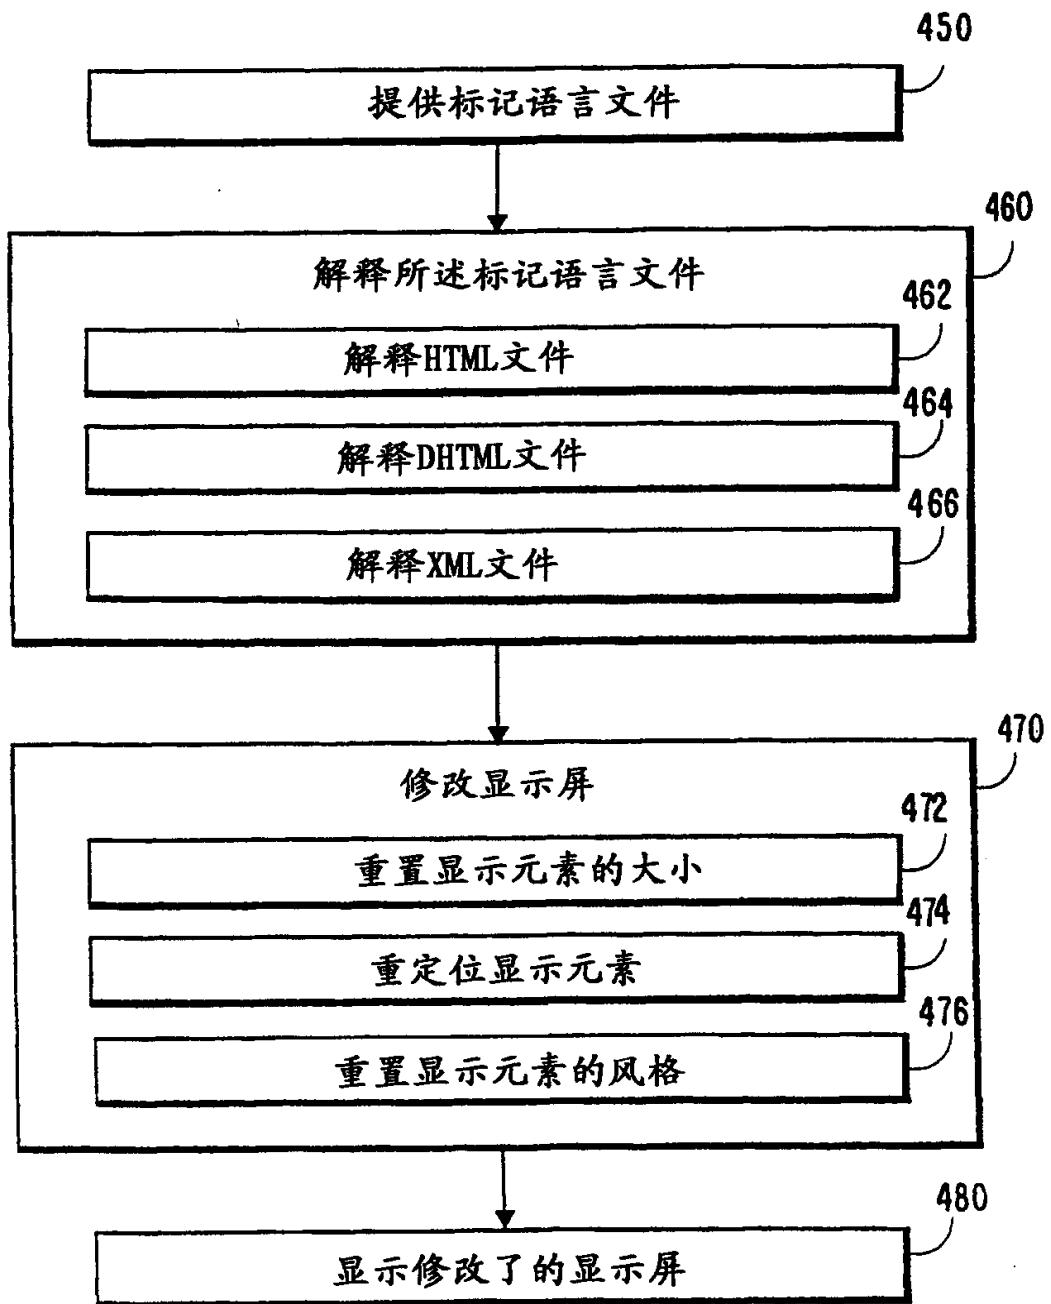 450
提供标记语言文件
460
解释所述标记语言文件
462
解释HTML文件
464
解释DHTML文件
466
解释XML文件
470
修改显示屏
472
重置显示元素的大小
474
重定位显示元素
476
重置显示元素的风格
480
显示修改了的显示屏